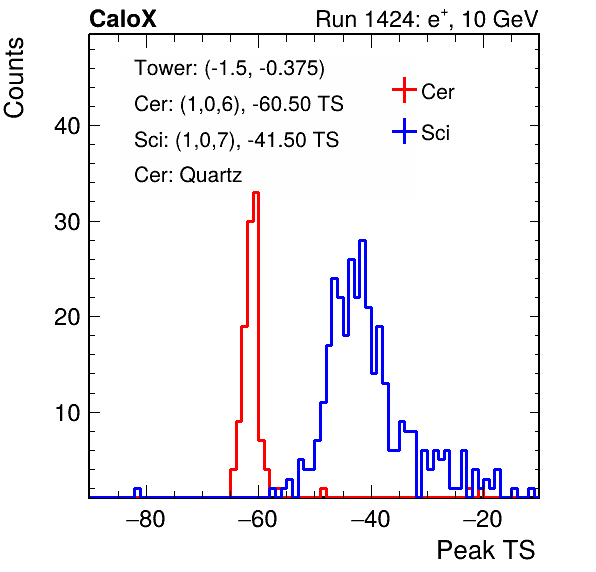 CaloX Run 1424: e⁺, 10 GeV
Counts
Tower: (-1.5, -0.375)
Cer: (1,0,6), -60.50 TS
Sci: (1,0,7), -41.50 TS
Cer: Quartz
Cer
Sci
40
30
20
10
−80 −60 −40 −20
Peak TS